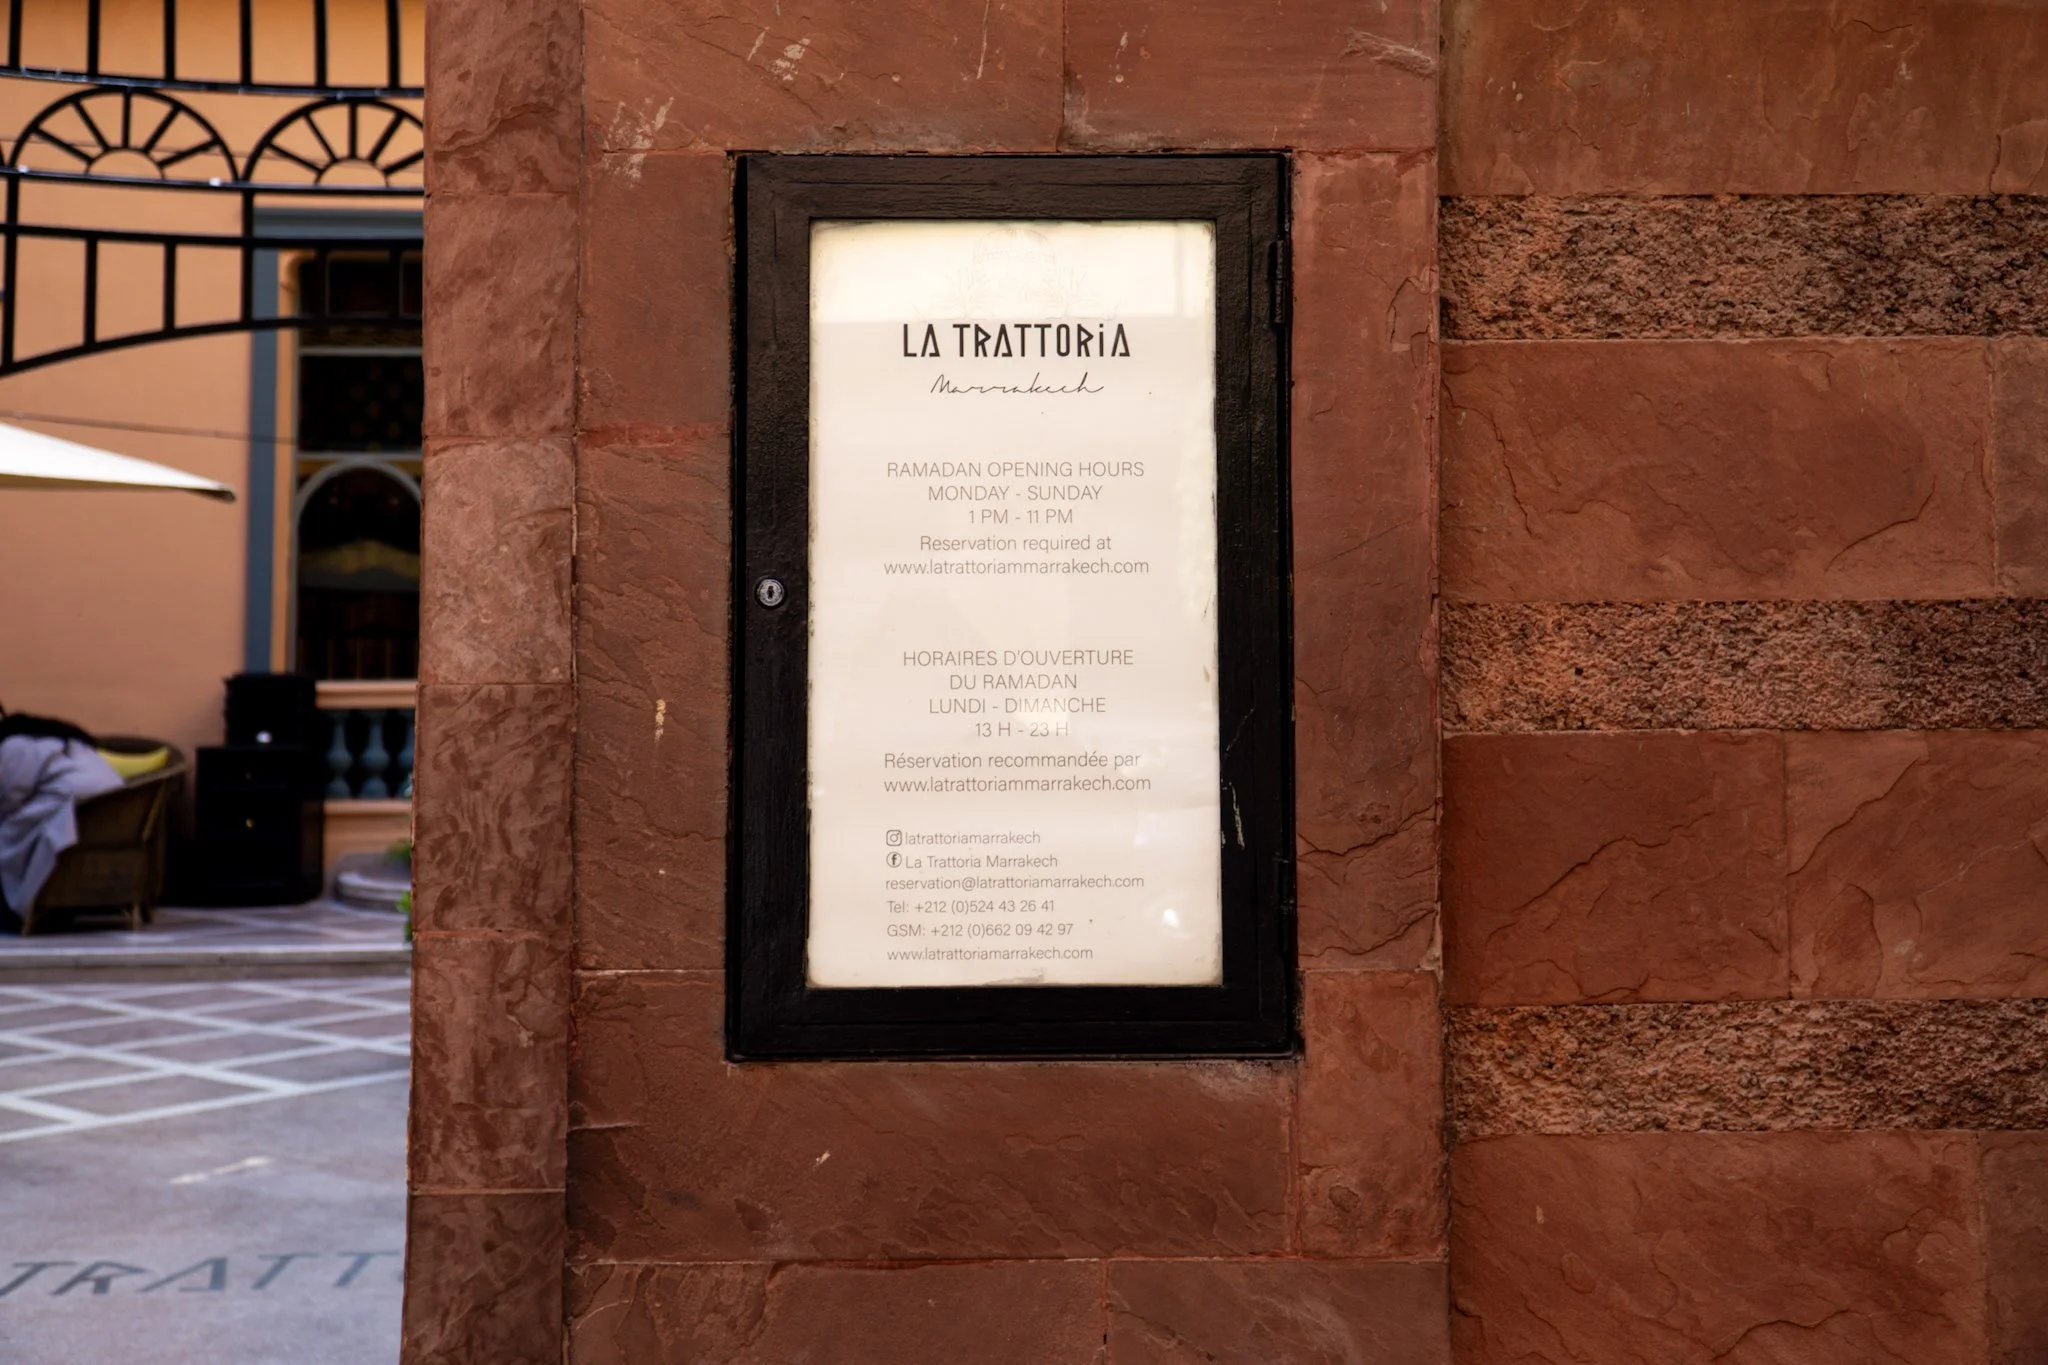 LA TRATTORiA
Marrakech
RAMADAN OPENING HOURS
MONDAY - SUNDAY
1 PM - 11 PM
Reservation required at
www.latrattoriammarrakech.com
HORAIRES D'OUVERTURE
DU RAMADAN
LUNDI - DIMANCHE
13 H - 23 H
Réservation recommandée par
www.latrattoriammarrakech.com
latrattoriamarrakech
La Trattoria Marrakech
reservation@latrattoriamarrakech.com
Tel: +212 (0)524 43 26 41
GSM: +212 (0)662 09 42 97
www.latrattoriamarrakech.com
TRATT